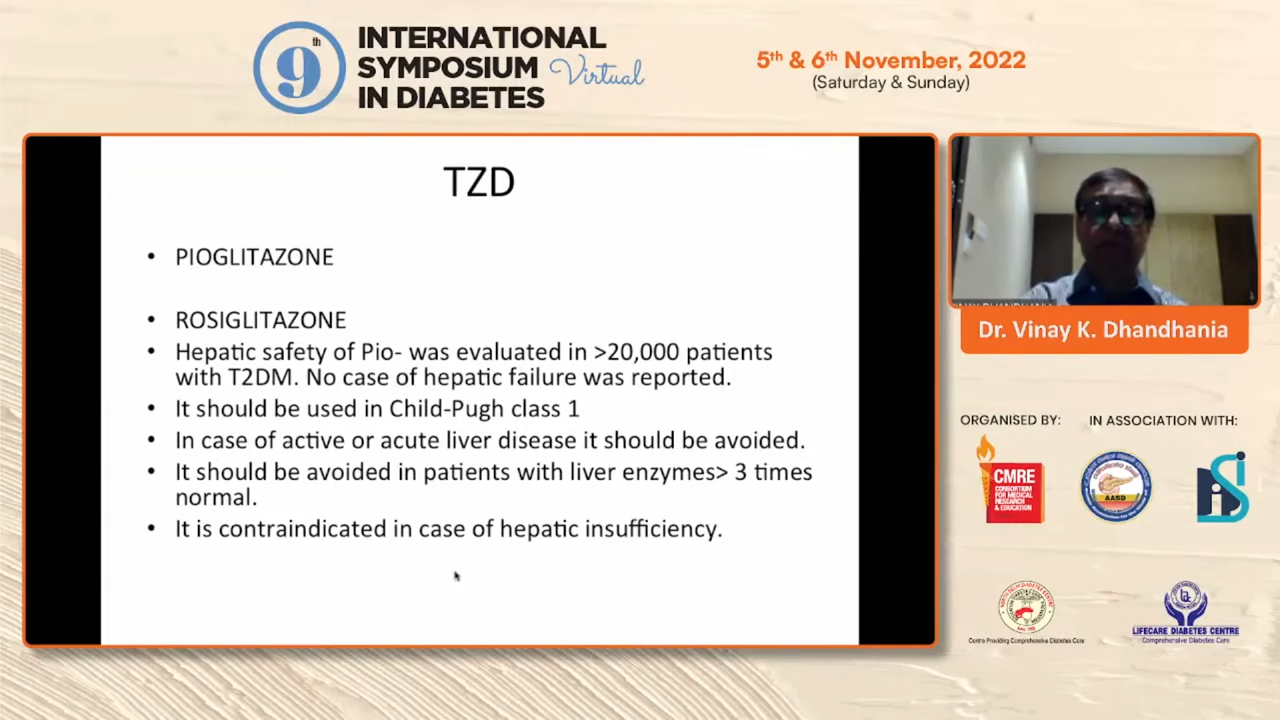 9th
INTERNATIONAL
SYMPOSIUM Virtual
IN DIABETES
5th & 6th November, 2022
(Saturday & Sunday)
TZD
• PIOGLITAZONE
• ROSIGLITAZONE
• Hepatic safety of Pio- was evaluated in >20,000 patients
with T2DM. No case of hepatic failure was reported.
• It should be used in Child-Pugh class 1
• In case of active or acute liver disease it should be avoided.
• It should be avoided in patients with liver enzymes> 3 times
normal.
• It is contraindicated in case of hepatic insufficiency.
Dr. Vinay K. Dhandhania
ORGANISED BY:
IN ASSOCIATION WITH:
CMRE
CONSORTIUM
FOR MEDICAL
RESEARCH
& EDUCATION
AASD
Centre Providing Comprehensive Diabetes Care
LIFECARE DIABETES CENTRE
Comprehensive Diabetes Care